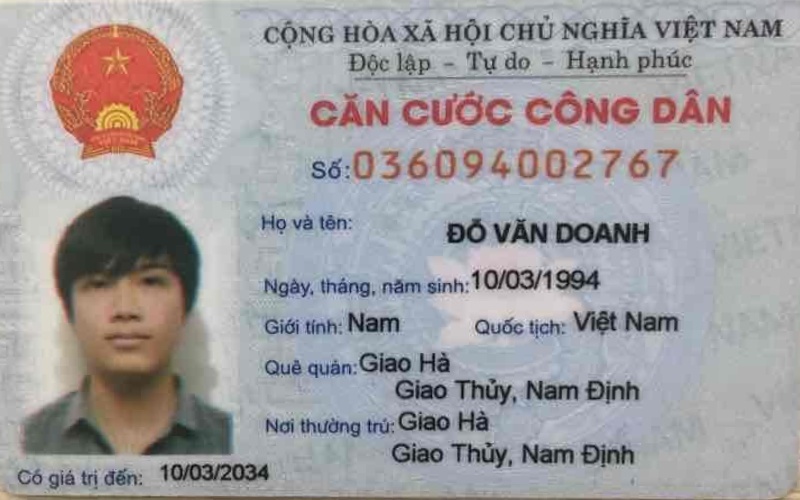 CỘNG HÒA XÃ HỘI CHỦ NGHĨA VIỆT NAM
Độc lập - Tự do - Hạnh phúc
CĂN CƯỚC CÔNG DÂN
Số: 036094002767
Họ và tên: ĐỖ VĂN DOANH
Ngày, tháng, năm sinh: 10/03/1994
Giới tính: Nam Quốc tịch: Việt Nam
Quê quán: Giao Hà
Giao Thủy, Nam Định
Nơi thường trú: Giao Hà
Giao Thủy, Nam Định
Có giá trị đến: 10/03/2034